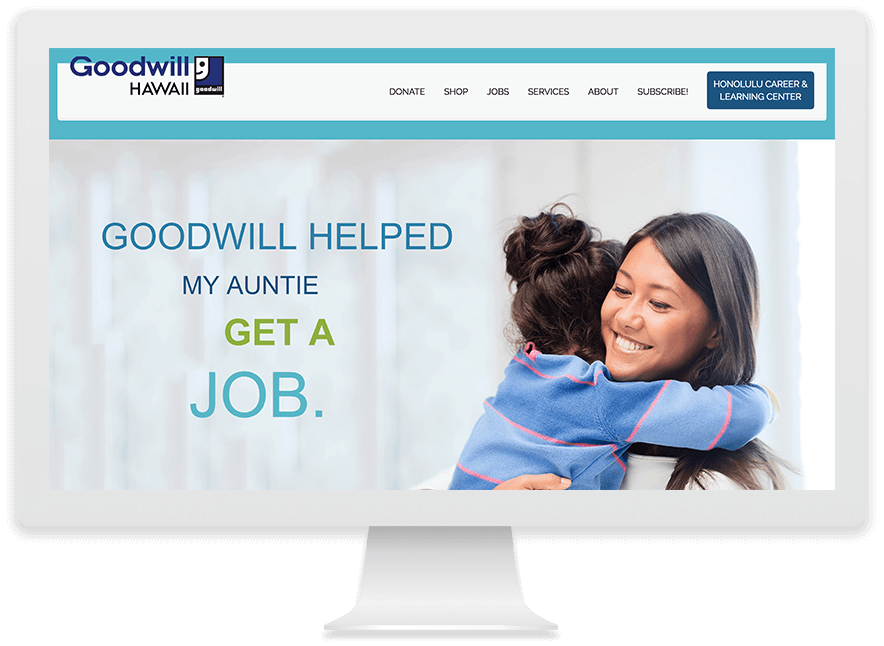 Goodwill
HAWAII
goodwill
DONATE
SHOP
JOBS
SERVICES
ABOUT
SUBSCRIBE!
HONOLULU CAREER &
LEARNING CENTER
GOODWILL HELPED
MY AUNTIE
GET A
JOB.